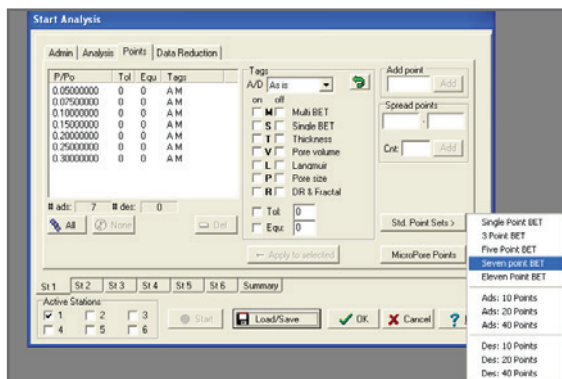 Start Analysis
Admin Analysis Points Data Reduction
P/Po Tol Equ Tags
0.05000000 0 0 A M
0.07500000 0 0 A M
0.10000000 0 0 A M
0.15000000 0 0 A M
0.20000000 0 0 A M
0.25000000 0 0 A M
0.30000000 0 0 A M
# ads: 7 # des: 0
All None Del
Tags
A/D As is
on off
M Multi BET
S Single BET
T Thickness
V Pore volume
L Langmuir
P Pore size
R DR & Fractal
Tol: 0
Equ: 0
← Apply to selected
Add point
Add
Spread points
-
Cnt: Add
Std. Point Sets >
MicroPore Points
St 1 St 2 St 3 St 4 St 5 St 6 Summary
Active Stations
1 2 3
4 5 6
Start Load/Save OK Cancel ?
Single Point BET
3 Point BET
Five Point BET
Seven point BET
Eleven Point BET
Ads: 10 Points
Ads: 20 Points
Ads: 40 Points
Des: 10 Points
Des: 20 Points
Des: 40 Points